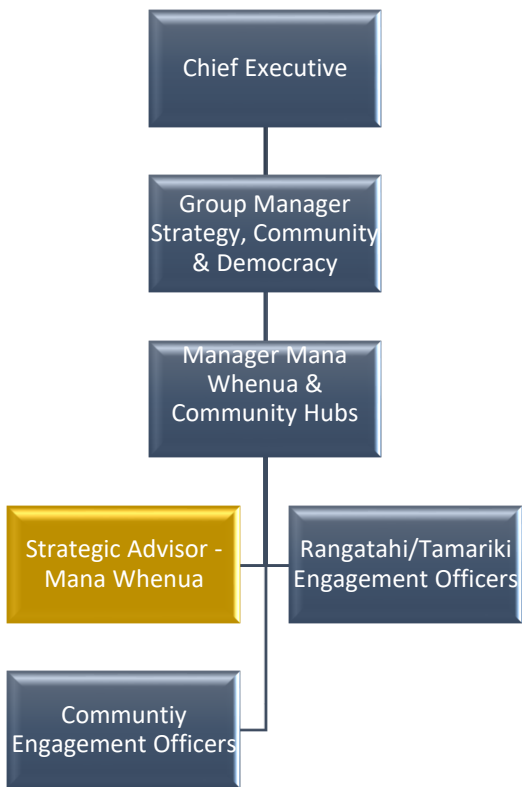 Chief Executive
Group Manager
Strategy, Community
& Democracy
Manager Mana
Whenua &
Community Hubs
Strategic Advisor -
Mana Whenua
Rangatahi/Tamariki
Engagement Officers
Communtiy
Engagement Officers